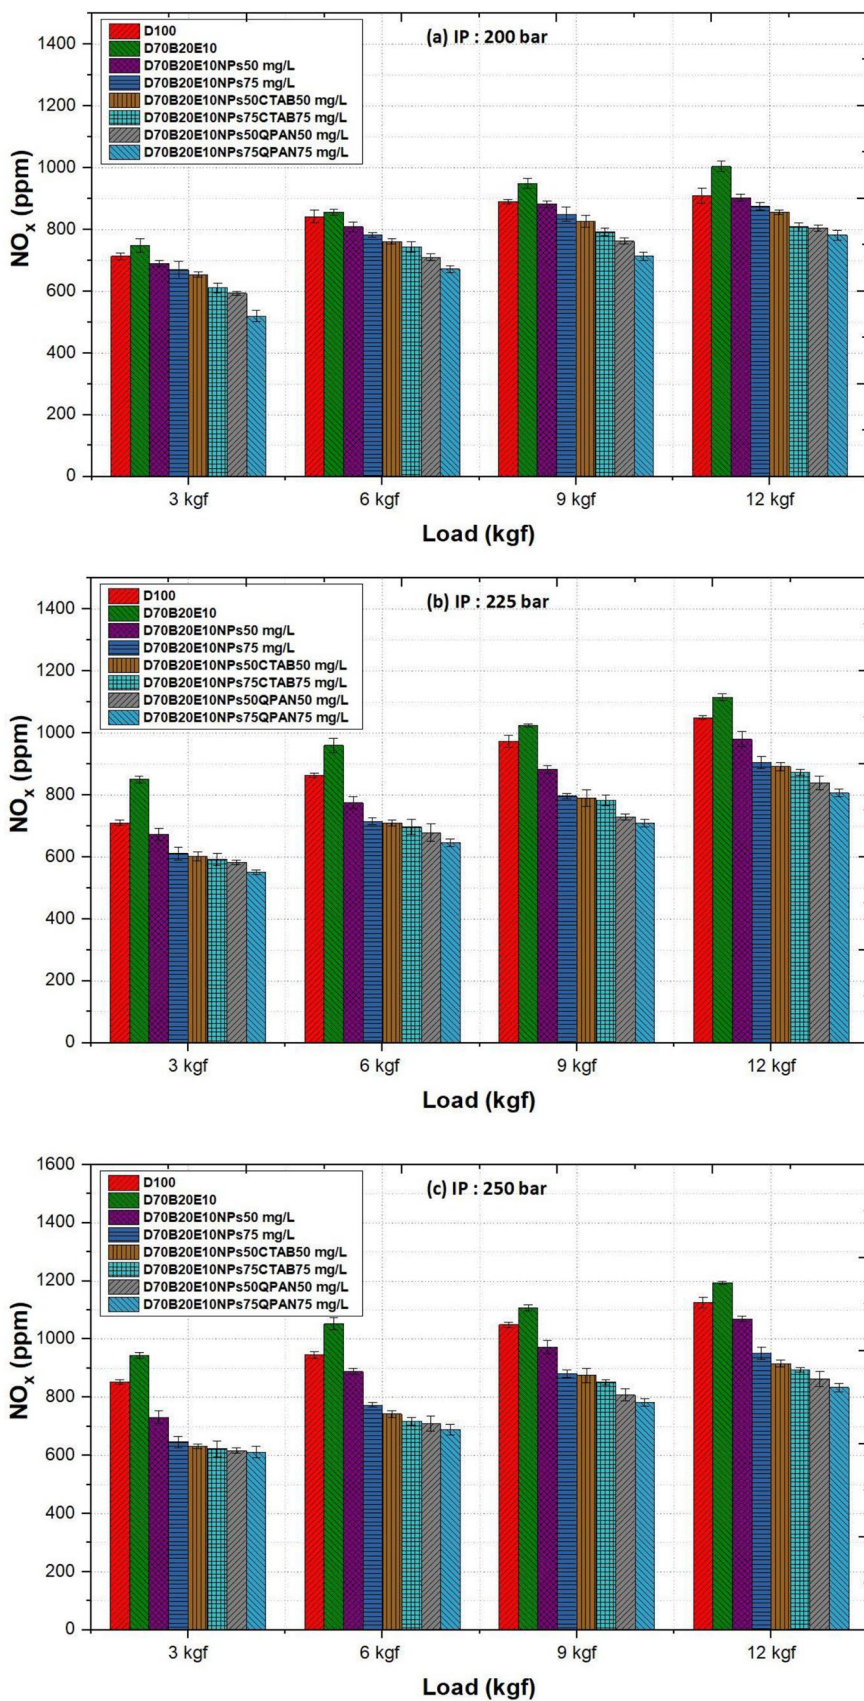 (a) IP : 200 bar
D100
D70B20E10
D70B20E10NPs50 mg/L
D70B20E10NPs75 mg/L
D70B20E10NPs50CTAB50 mg/L
D70B20E10NPs75CTAB75 mg/L
D70B20E10NPs50QPAN50 mg/L
D70B20E10NPs75QPAN75 mg/L
NOx (ppm)
1400
1200
1000
800
600
400
200
0
3 kgf
6 kgf
9 kgf
12 kgf
Load (kgf)
(b) IP : 225 bar
D100
D70B20E10
D70B20E10NPs50 mg/L
D70B20E10NPs75 mg/L
D70B20E10NPs50CTAB50 mg/L
D70B20E10NPs75CTAB75 mg/L
D70B20E10NPs50QPAN50 mg/L
D70B20E10NPs75QPAN75 mg/L
NOx (ppm)
1400
1200
1000
800
600
400
200
0
3 kgf
6 kgf
9 kgf
12 kgf
Load (kgf)
(c) IP : 250 bar
D100
D70B20E10
D70B20E10NPs50 mg/L
D70B20E10NPs75 mg/L
D70B20E10NPs50CTAB50 mg/L
D70B20E10NPs75CTAB75 mg/L
D70B20E10NPs50QPAN50 mg/L
D70B20E10NPs75QPAN75 mg/L
NOx (ppm)
1600
1400
1200
1000
800
600
400
200
0
3 kgf
6 kgf
9 kgf
12 kgf
Load (kgf)